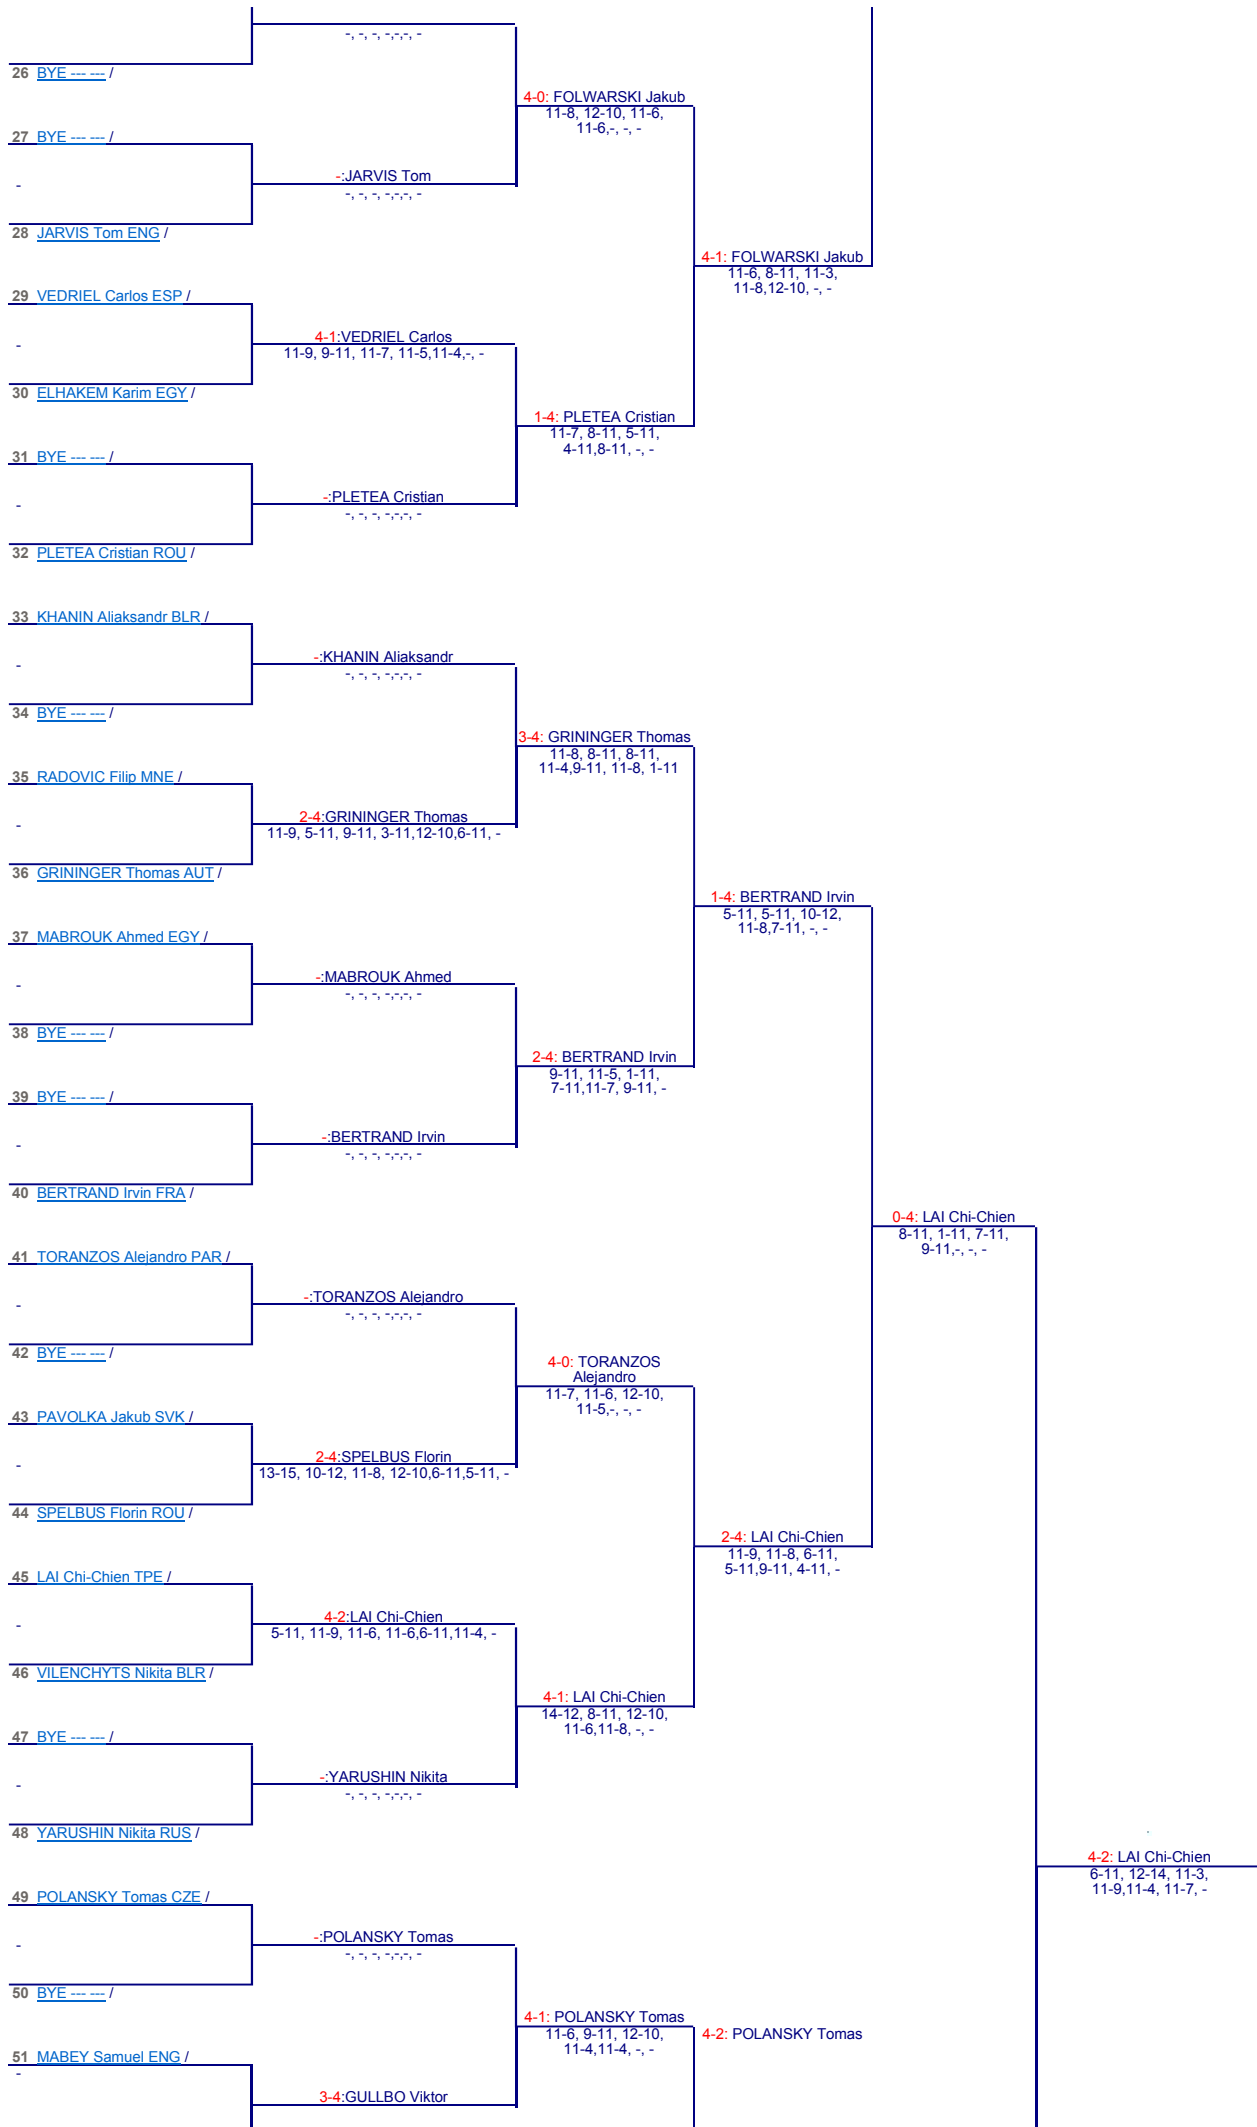 -, -, -, -,-,-, -
26 BYE --- --- /
4-0: FOLWARSKI Jakub
11-8, 12-10, 11-6,
11-6,-, -, -
27 BYE --- --- /
-
-:JARVIS Tom
-, -, -, -,-,-, -
28 JARVIS Tom ENG /
4-1: FOLWARSKI Jakub
11-6, 8-11, 11-3,
11-8,12-10, -, -
29 VEDRIEL Carlos ESP /
-
4-1:VEDRIEL Carlos
11-9, 9-11, 11-7, 11-5,11-4,-, -
30 ELHAKEM Karim EGY /
1-4: PLETEA Cristian
11-7, 8-11, 5-11,
4-11,8-11, -, -
31 BYE --- --- /
-
-:PLETEA Cristian
-, -, -, -,-,-, -
32 PLETEA Cristian ROU /
33 KHANIN Aliaksandr BLR /
-
-:KHANIN Aliaksandr
-, -, -, -,-,-, -
34 BYE --- --- /
3-4: GRININGER Thomas
11-8, 8-11, 8-11,
11-4,9-11, 11-8, 1-11
35 RADOVIC Filip MNE /
-
2-4:GRININGER Thomas
11-9, 5-11, 9-11, 3-11,12-10,6-11, -
36 GRININGER Thomas AUT /
1-4: BERTRAND Irvin
5-11, 5-11, 10-12,
11-8,7-11, -, -
37 MABROUK Ahmed EGY /
-
-:MABROUK Ahmed
-, -, -, -,-,-, -
38 BYE --- --- /
2-4: BERTRAND Irvin
9-11, 11-5, 1-11,
7-11,11-7, 9-11, -
39 BYE --- --- /
-
-:BERTRAND Irvin
-, -, -, -,-,-, -
40 BERTRAND Irvin FRA /
0-4: LAI Chi-Chien
8-11, 1-11, 7-11,
9-11,-, -, -
41 TORANZOS Alejandro PAR /
-
-:TORANZOS Alejandro
-, -, -, -,-,-, -
42 BYE --- --- /
4-0: TORANZOS
Alejandro
11-7, 11-6, 12-10,
11-5,-, -, -
43 PAVOLKA Jakub SVK /
-
2-4:SPELBUS Florin
13-15, 10-12, 11-8, 12-10,6-11,5-11, -
44 SPELBUS Florin ROU /
2-4: LAI Chi-Chien
11-9, 11-8, 6-11,
5-11,9-11, 4-11, -
45 LAI Chi-Chien TPE /
-
4-2:LAI Chi-Chien
5-11, 11-9, 11-6, 11-6,6-11,11-4, -
46 VILENCHYTS Nikita BLR /
4-1: LAI Chi-Chien
14-12, 8-11, 12-10,
11-6,11-8, -, -
47 BYE --- --- /
-
-:YARUSHIN Nikita
-, -, -, -,-,-, -
48 YARUSHIN Nikita RUS /
4-2: LAI Chi-Chien
6-11, 12-14, 11-3,
11-9,11-4, 11-7, -
49 POLANSKY Tomas CZE /
-
-:POLANSKY Tomas
-, -, -, -,-,-, -
50 BYE --- --- /
4-1: POLANSKY Tomas
11-6, 9-11, 12-10,
11-4,11-4, -, -
4-2: POLANSKY Tomas
51 MABEY Samuel ENG /
-
3-4:GULLBO Viktor